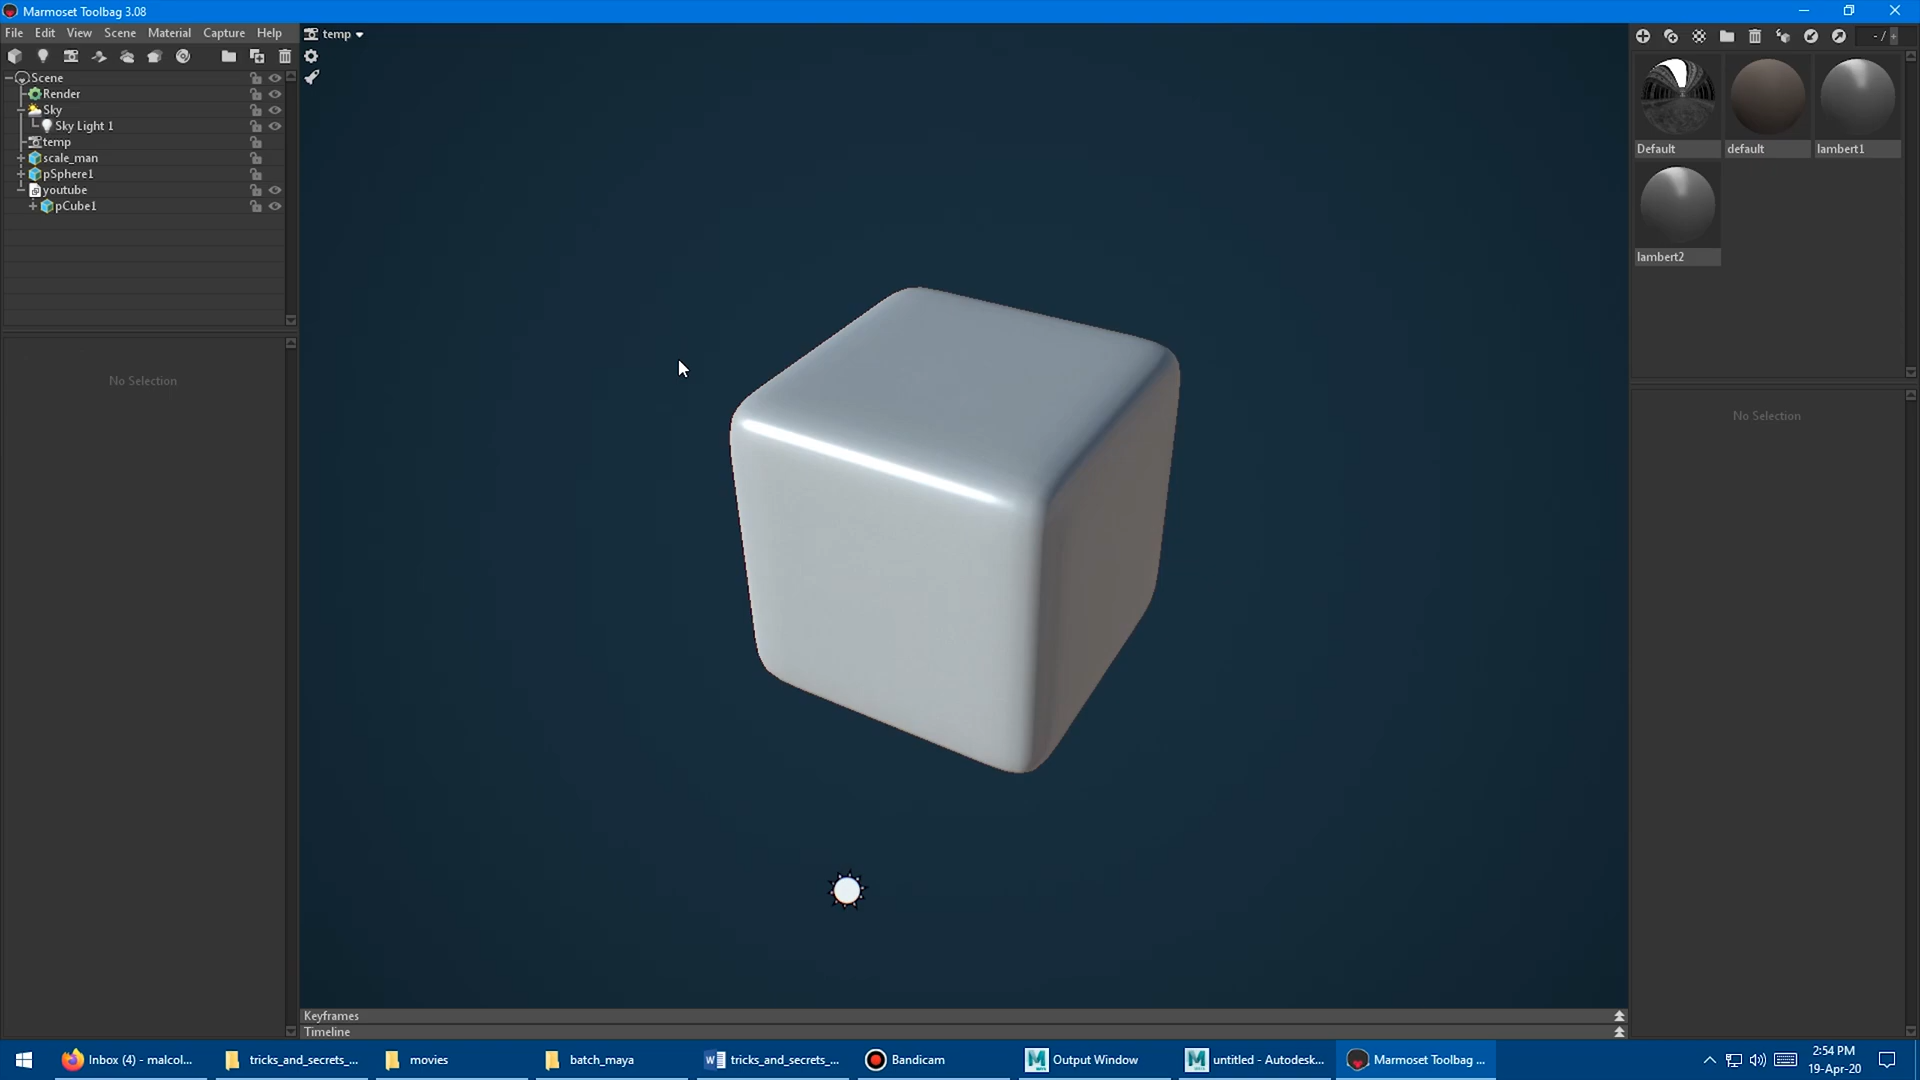 Marmoset Toolbag 3.08
File Edit View Scene Material Capture Help
temp
- /
Scene
Render
Sky
Sky Light 1
temp
scale_man
pSphere1
youtube
pCube1
No Selection
Default default lambert1
lambert2
No Selection
Keyframes
Timeline
Inbox (4) - malcol...
tricks_and_secrets_...
movies
batch_maya
tricks_and_secrets_...
Bandicam
Output Window
untitled - Autodesk...
Marmoset Toolbag ...
2:54 PM
19-Apr-20